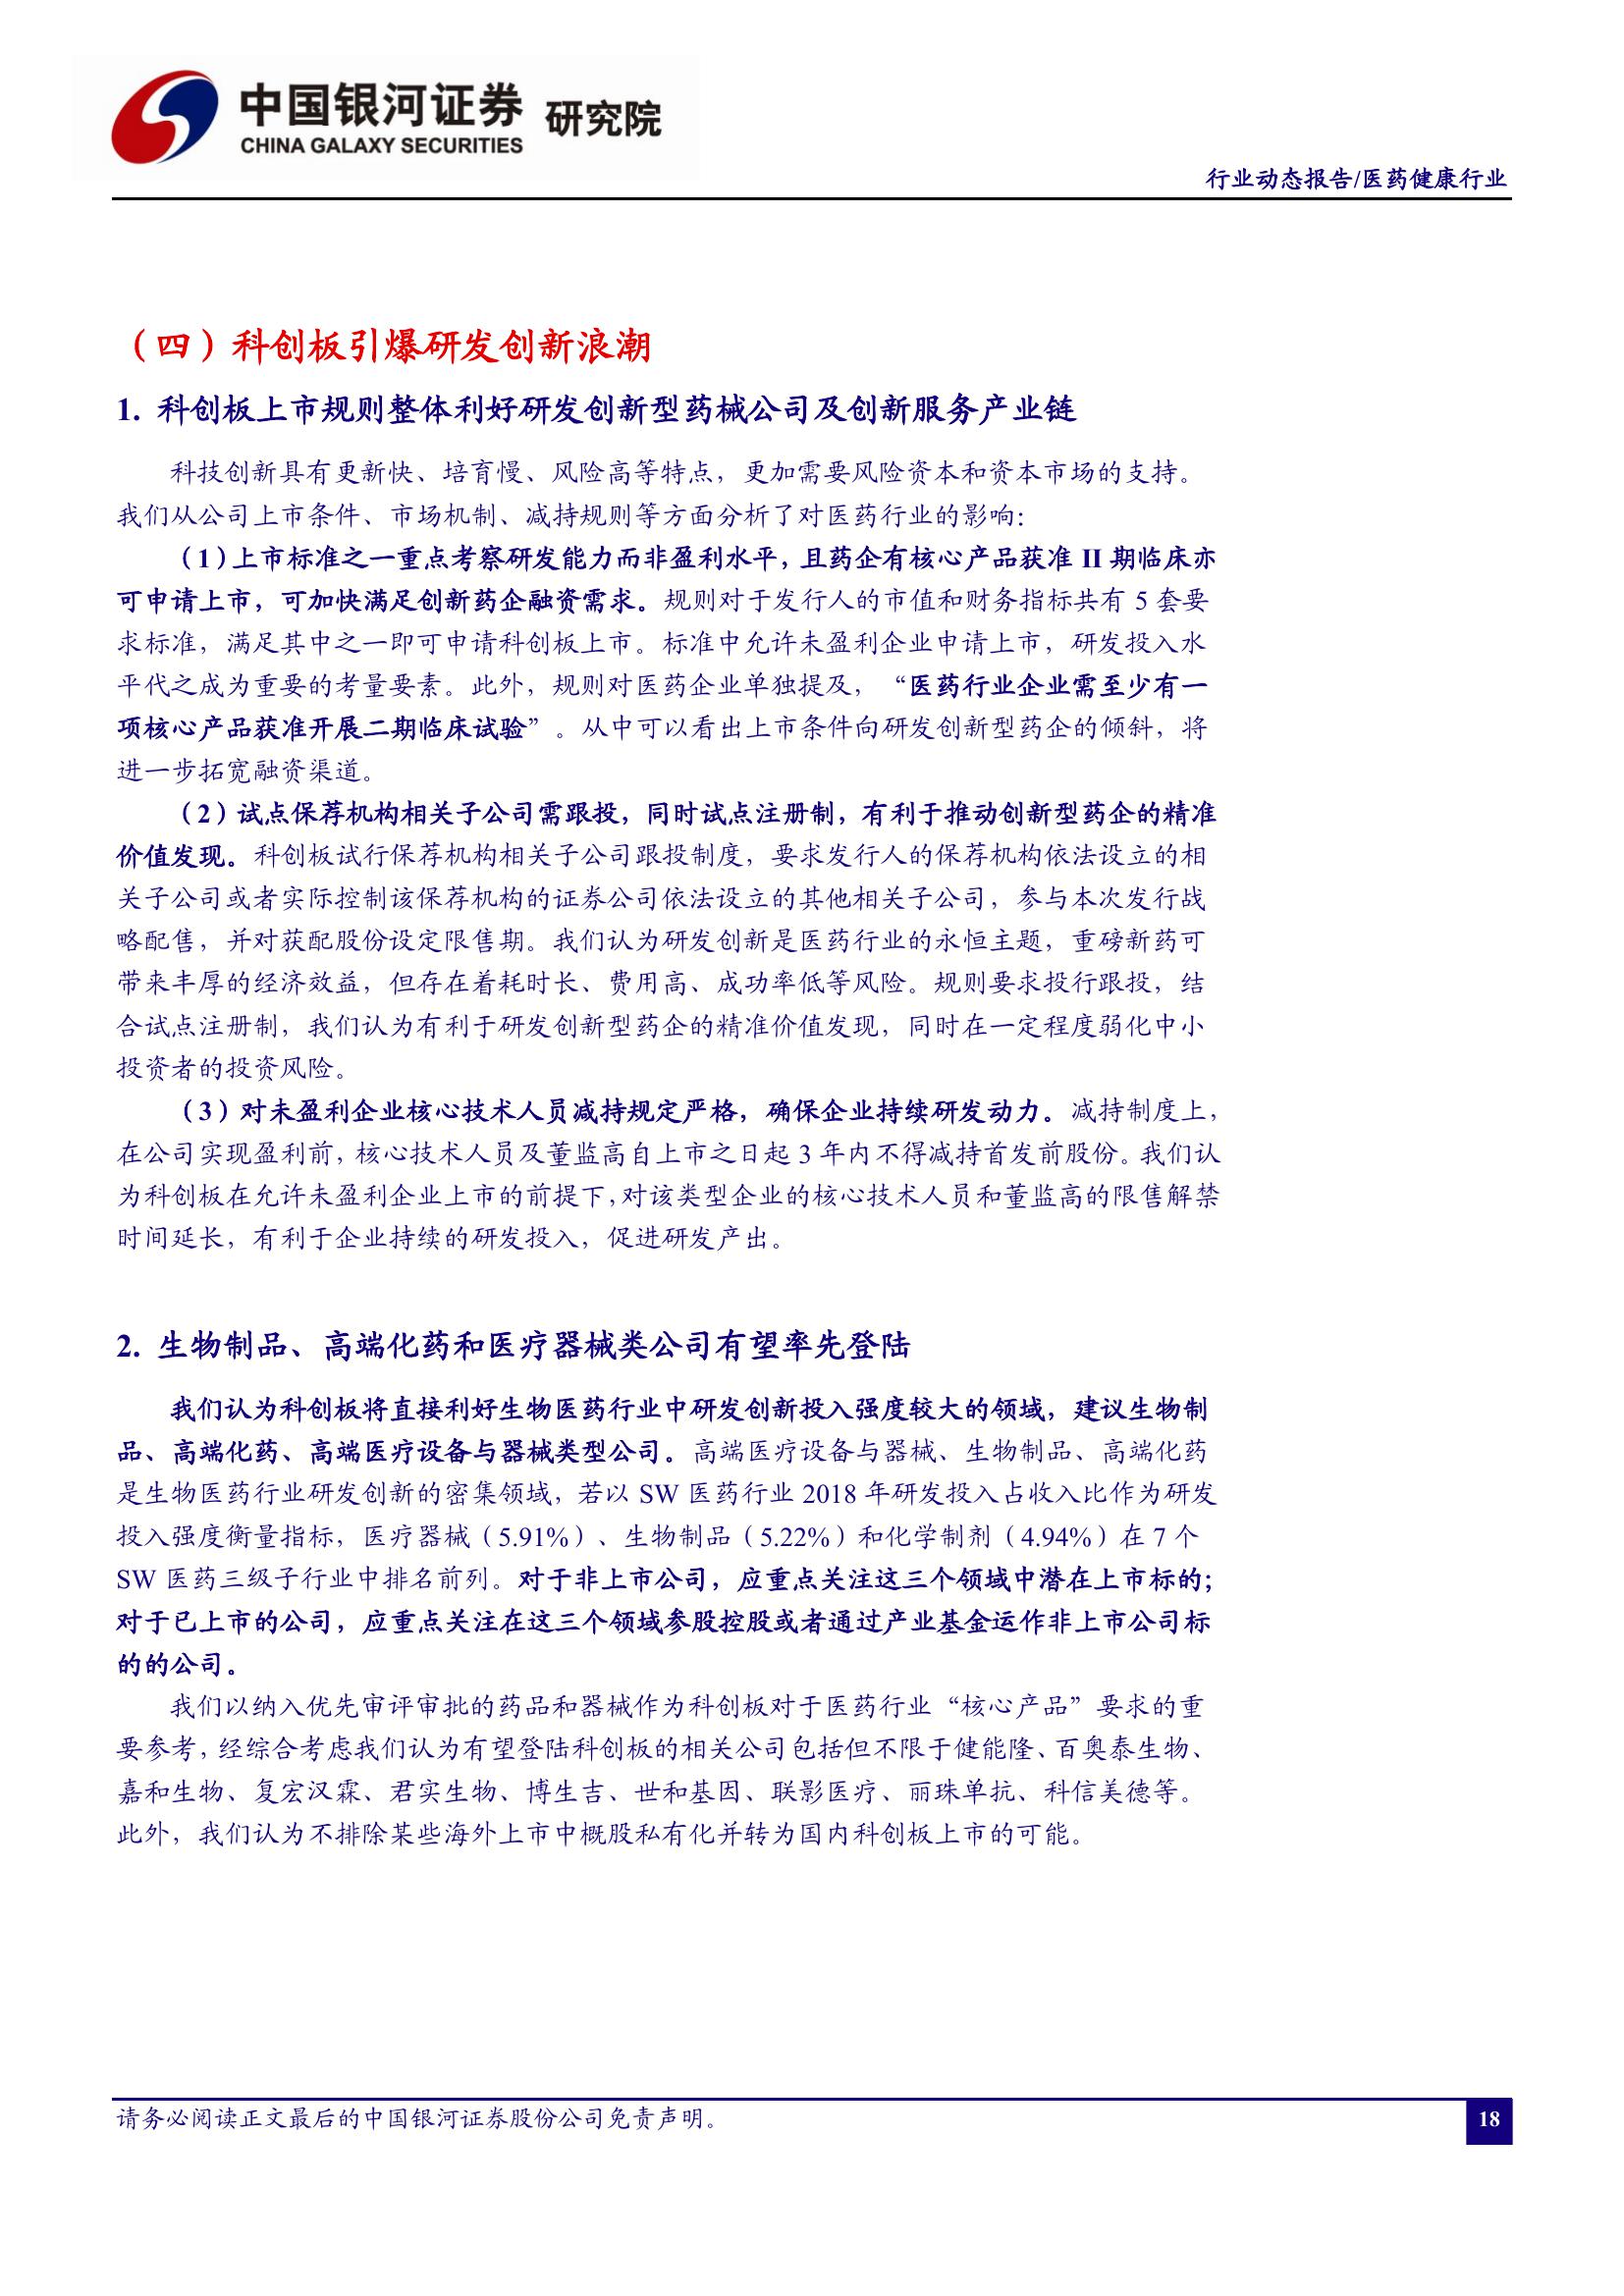 中国银河证券 研究院
CHINA GALAXY SECURITIES
行业动态报告/医药健康行业
（四）科创板引爆研发创新浪潮
1. 科创板上市规则整体利好研发创新型药械公司及创新服务产业链
科技创新具有更新快、培育慢、风险高等特点，更加需要风险资本和资本市场的支持。
我们从公司上市条件、市场机制、减持规则等方面分析了对医药行业的影响：
（1）上市标准之一重点考察研发能力而非盈利水平，且药企有核心产品获准 II 期临床亦
可申请上市，可加快满足创新药企融资需求。规则对于发行人的市值和财务指标共有 5 套要
求标准，满足其中之一即可申请科创板上市。标准中允许未盈利企业申请上市，研发投入水
平代之成为重要的考量要素。此外，规则对医药企业单独提及，“医药行业企业需至少有一
项核心产品获准开展二期临床试验”。从中可以看出上市条件向研发创新型药企的倾斜，将
进一步拓宽融资渠道。
（2）试点保荐机构相关子公司需跟投，同时试点注册制，有利于推动创新型药企的精准
价值发现。科创板试行保荐机构相关子公司跟投制度，要求发行人的保荐机构依法设立的相
关子公司或者实际控制该保荐机构的证券公司依法设立的其他相关子公司，参与本次发行战
略配售，并对获配股份设定限售期。我们认为研发创新是医药行业的永恒主题，重磅新药可
带来丰厚的经济效益，但存在着耗时长、费用高、成功率低等风险。规则要求投行跟投，结
合试点注册制，我们认为有利于研发创新型药企的精准价值发现，同时在一定程度弱化中小
投资者的投资风险。
（3）对未盈利企业核心技术人员减持规定严格，确保企业持续研发动力。减持制度上，
在公司实现盈利前，核心技术人员及董监高自上市之日起 3 年内不得减持首发前股份。我们认
为科创板在允许未盈利企业上市的前提下，对该类型企业的核心技术人员和董监高的限售解禁
时间延长，有利于企业持续的研发投入，促进研发产出。
2. 生物制品、高端化药和医疗器械类公司有望率先登陆
我们认为科创板将直接利好生物医药行业中研发创新投入强度较大的领域，建议生物制
品、高端化药、高端医疗设备与器械类型公司。高端医疗设备与器械、生物制品、高端化药
是生物医药行业研发创新的密集领域，若以 SW 医药行业 2018 年研发投入占收入比作为研发
投入强度衡量指标，医疗器械（5.91%）、生物制品（5.22%）和化学制剂（4.94%）在 7 个
SW 医药三级子行业中排名前列。对于非上市公司，应重点关注这三个领域中潜在上市标的；
对于已上市的公司，应重点关注在这三个领域参股控股或者通过产业基金运作非上市公司标
的的公司。
我们以纳入优先审评审批的药品和器械作为科创板对于医药行业“核心产品”要求的重
要参考，经综合考虑我们认为有望登陆科创板的相关公司包括但不限于健能隆、百奥泰生物、
嘉和生物、复宏汉霖、君实生物、博生吉、世和基因、联影医疗、丽珠单抗、科信美德等。
此外，我们认为不排除某些海外上市中概股私有化并转为国内科创板上市的可能。
请务必阅读正文最后的中国银河证券股份公司免责声明。
18